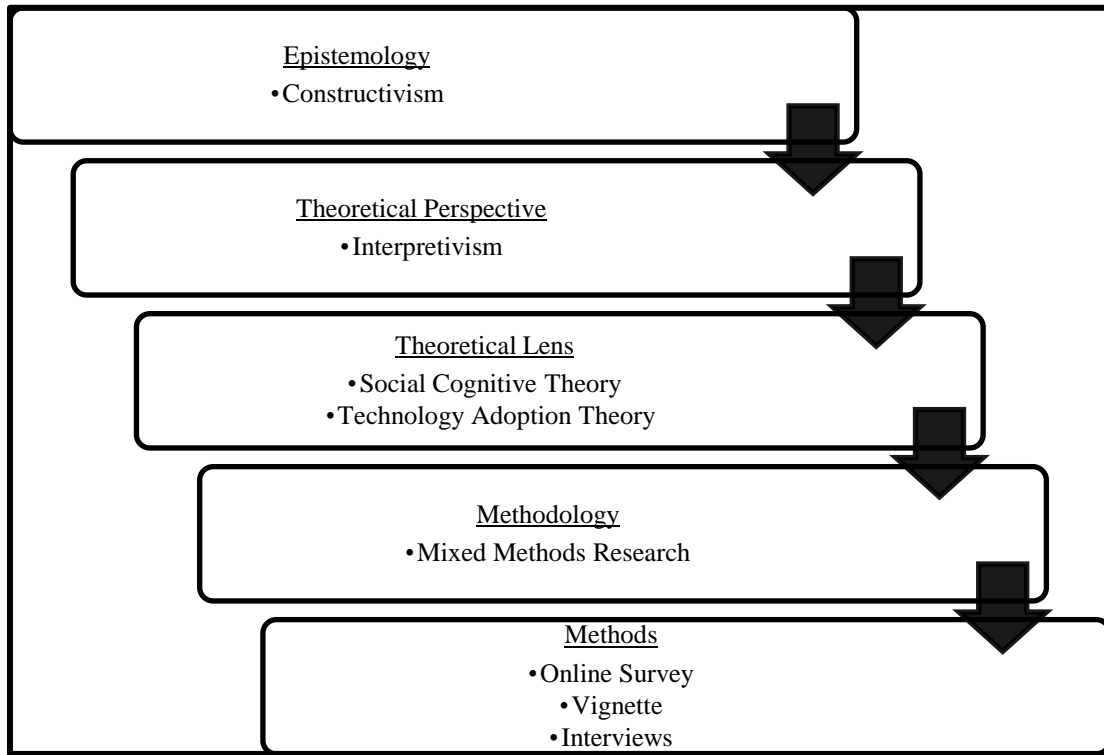 Epistemology
•Constructivism
Theoretical Perspective
•Interpretivism
Theoretical Lens
•Social Cognitive Theory
•Technology Adoption Theory
Methodology
•Mixed Methods Research
Methods
•Online Survey
•Vignette
•Interviews